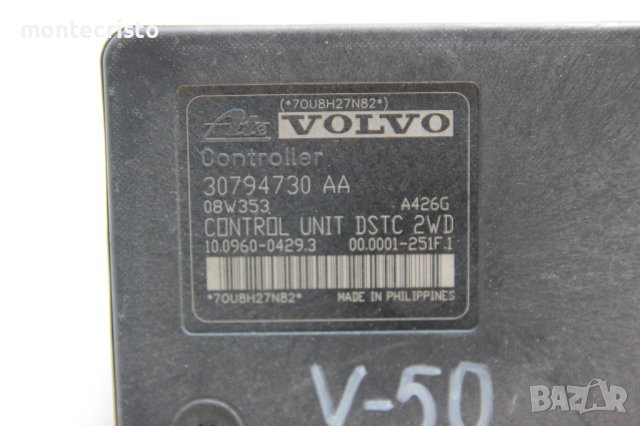 montecristo
(*70U8H27N82*)
Ate VOLVO
Controller
30794730 AA
08W353 A426G
CONTROL UNIT DSTC 2WD
10.0960-0429.3 00.0001-251F.1
*70U8H27N82* MADE IN PHILIPPINES
V-50
BAZAR
.bg